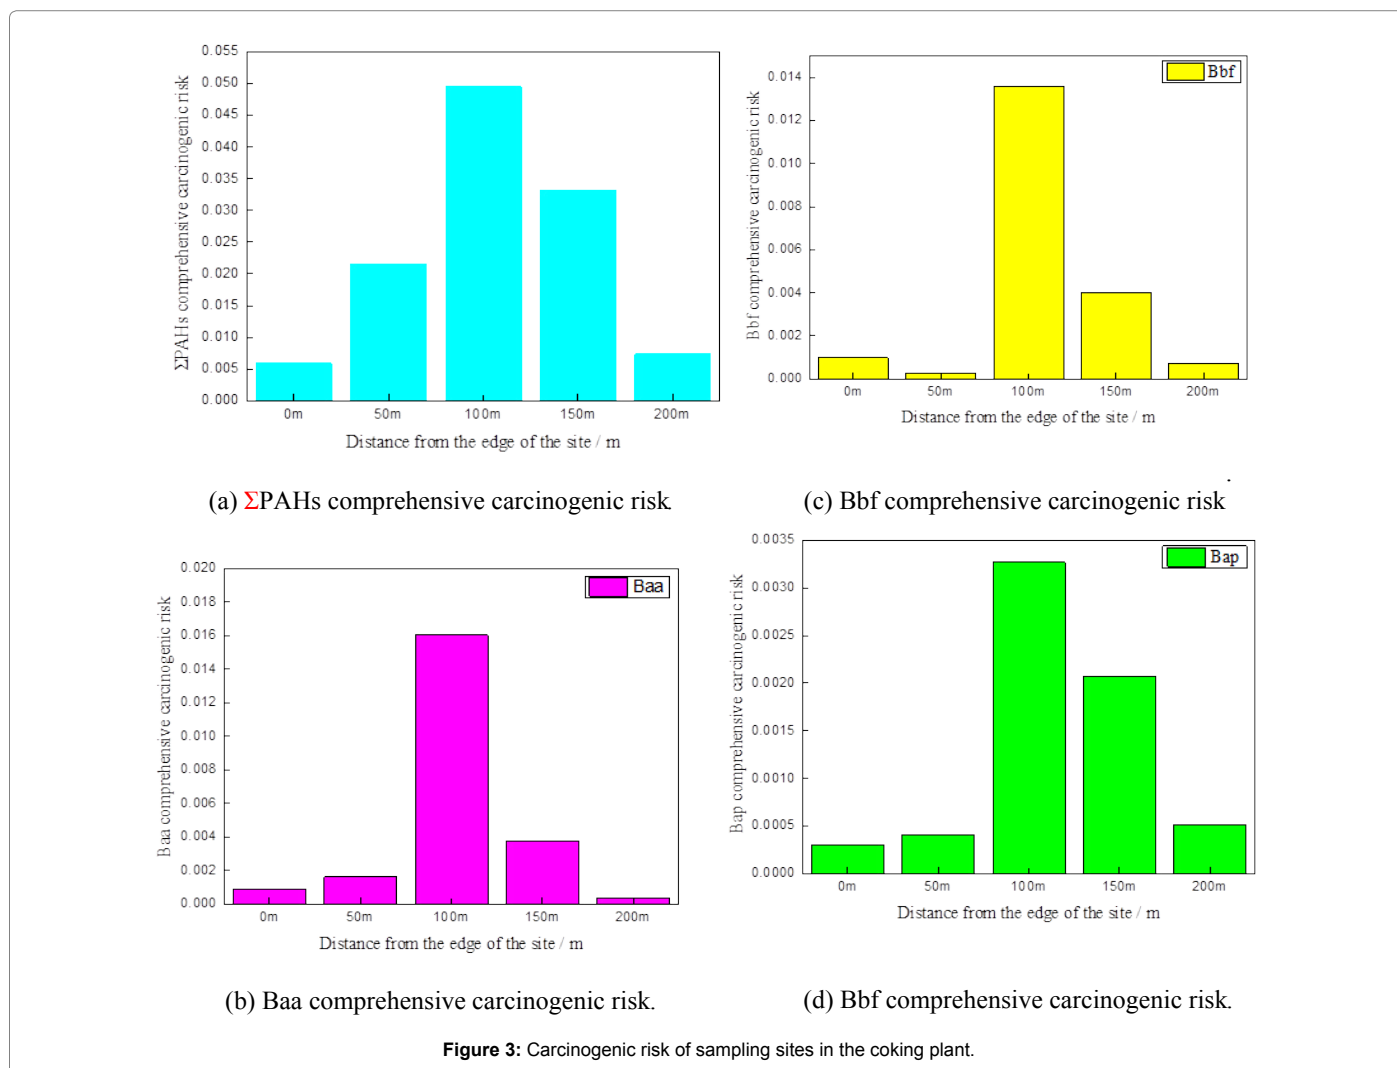 0.055
0.050
0.045
0.040
0.035
0.030
0.025
0.020
0.015
0.010
0.005
0.000
ΣPAHs comprehensive carcinogenic risk
0m 50m 100m 150m 200m
Distance from the edge of the site / m
(a) ΣPAHs comprehensive carcinogenic risk.
Bbf
0.014
0.012
0.010
0.008
0.006
0.004
0.002
0.000
Bbf comprehensive carcinogenic risk
0m 50m 100m 150m 200m
Distance from the edge of the site / m
(c) Bbf comprehensive carcinogenic risk.
Baa
0.020
0.018
0.016
0.014
0.012
0.010
0.008
0.006
0.004
0.002
0.000
Baa comprehensive carcinogenic risk
0m 50m 100m 150m 200m
Distance from the edge of the site / m
(b) Baa comprehensive carcinogenic risk.
Bap
0.0035
0.0030
0.0025
0.0020
0.0015
0.0010
0.0005
0.0000
Bap comprehensive carcinogenic risk
0m 50m 100m 150m 200m
Distance from the edge of the site / m
(d) Bbf comprehensive carcinogenic risk.
Figure 3: Carcinogenic risk of sampling sites in the coking plant.